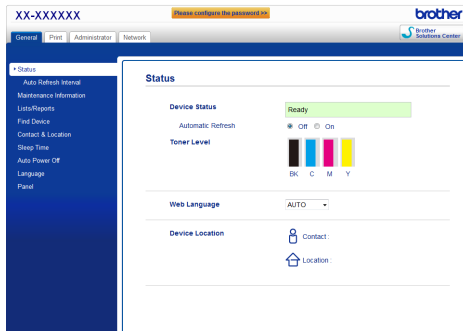 XX-XXXXXX
Please configure the password >>
brother
General
Print
Administrator
Network
Brother
Solutions Center
Status
Auto Refresh Interval
Maintenance Information
Lists/Reports
Find Device
Contact & Location
Sleep Time
Auto Power Off
Language
Panel
Status
Device Status
Ready
Automatic Refresh
Off On
Toner Level
BK C M Y
Web Language
AUTO
Device Location
Contact :
Location :